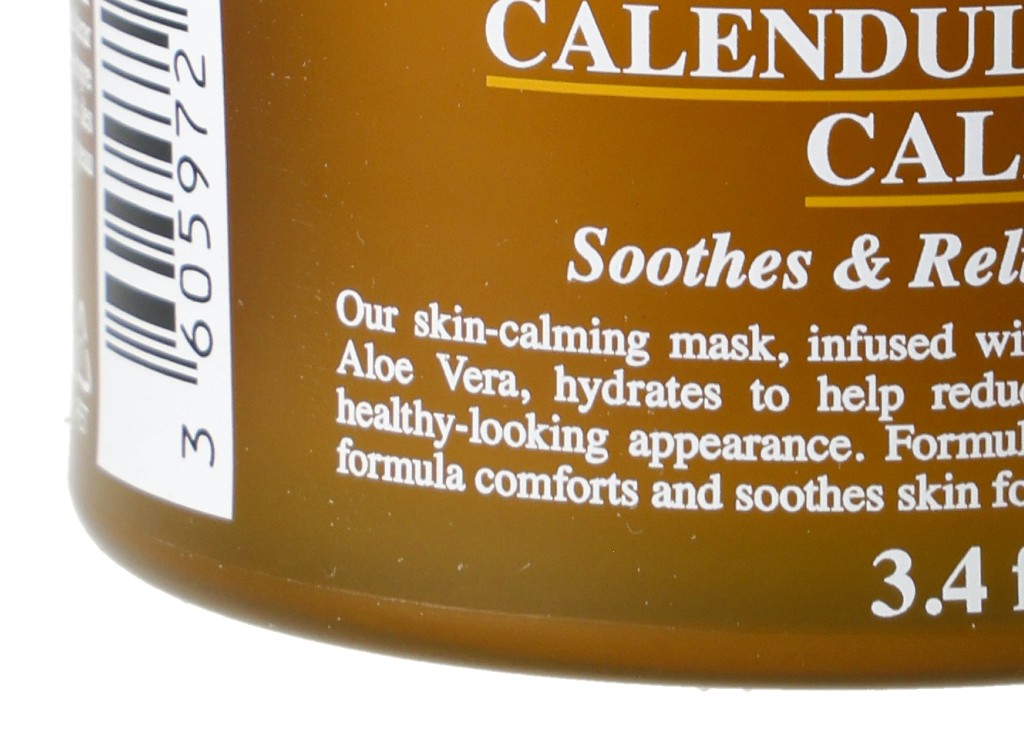 CALENDUL
CAL
Soothes & Reli
Our skin-calming mask, infused wi
Aloe Vera, hydrates to help reduc
healthy-looking appearance. Formul
formula comforts and soothes skin fo
3.4 f
3 605972